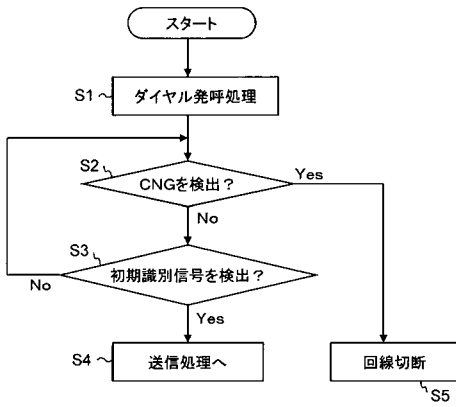 スタート
S1
ダイヤル発呼処理
S2
CNGを検出？
Yes
No
S3
初期識別信号を検出？
No
Yes
S4
送信処理へ
回線切断
S5